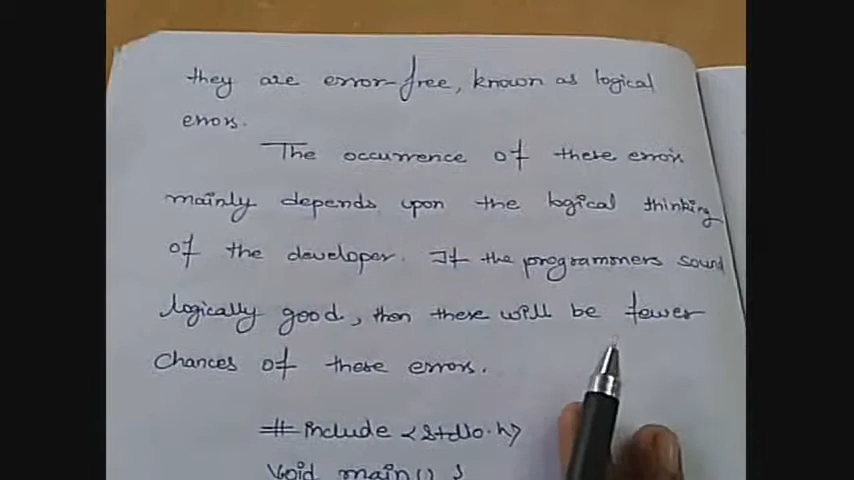 they are error-free, known as logical
errors.
The occurrence of these errors
mainly depends upon the logical thinking
of the developer. If the programmers sound
logically good, then there will be fewer
chances of these errors.
# include <stdio.h>
Void main() {